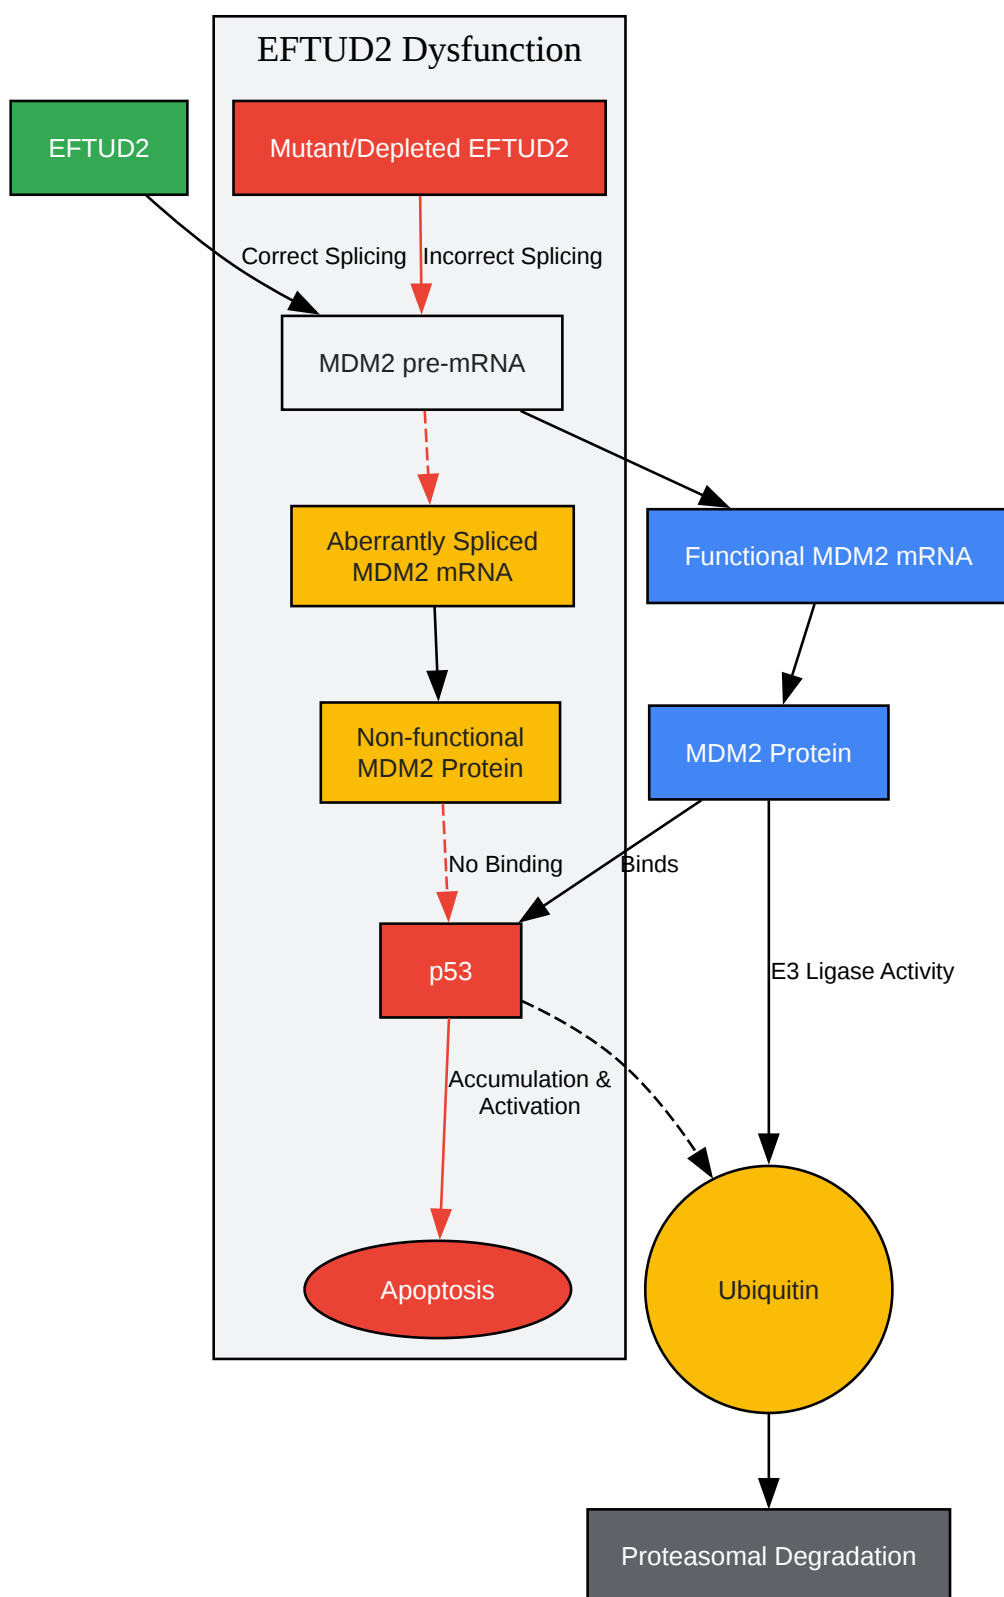 EFTUD2 Dysfunction
EFTUD2
Mutant/Depleted EFTUD2
Correct Splicing
Incorrect Splicing
MDM2 pre-mRNA
Aberrantly Spliced
MDM2 mRNA
Functional MDM2 mRNA
Non-functional
MDM2 Protein
MDM2 Protein
No Binding
Binds
p53
E3 Ligase Activity
Accumulation &
Activation
Apoptosis
Ubiquitin
Proteasomal Degradation